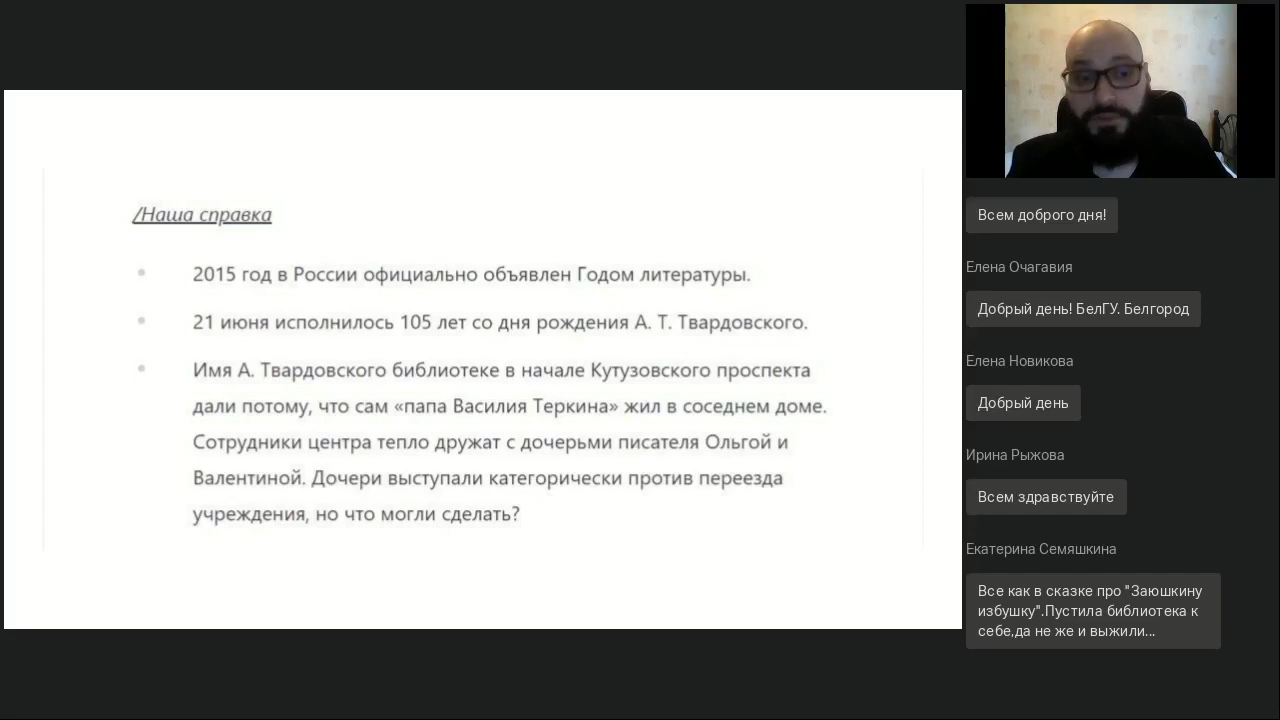 /Наша справка
2015 год в России официально объявлен Годом литературы.
21 июня исполнилось 105 лет со дня рождения А. Т. Твардовского.
Имя А. Твардовского библиотеке в начале Кутузовского проспекта
дали потому, что сам «папа Василия Теркина» жил в соседнем доме.
Сотрудники центра тепло дружат с дочерьми писателя Ольгой и
Валентиной. Дочери выступали категорически против переезда
учреждения, но что могли сделать?
Всем доброго дня!
Елена Очагавия
Добрый день! БелГУ. Белгород
Елена Новикова
Добрый день
Ирина Рыжова
Всем здравствуйте
Екатерина Семяшкина
Все как в сказке про "Заюшкину
избушку".Пустила библиотека к
себе,да не же и выжили...